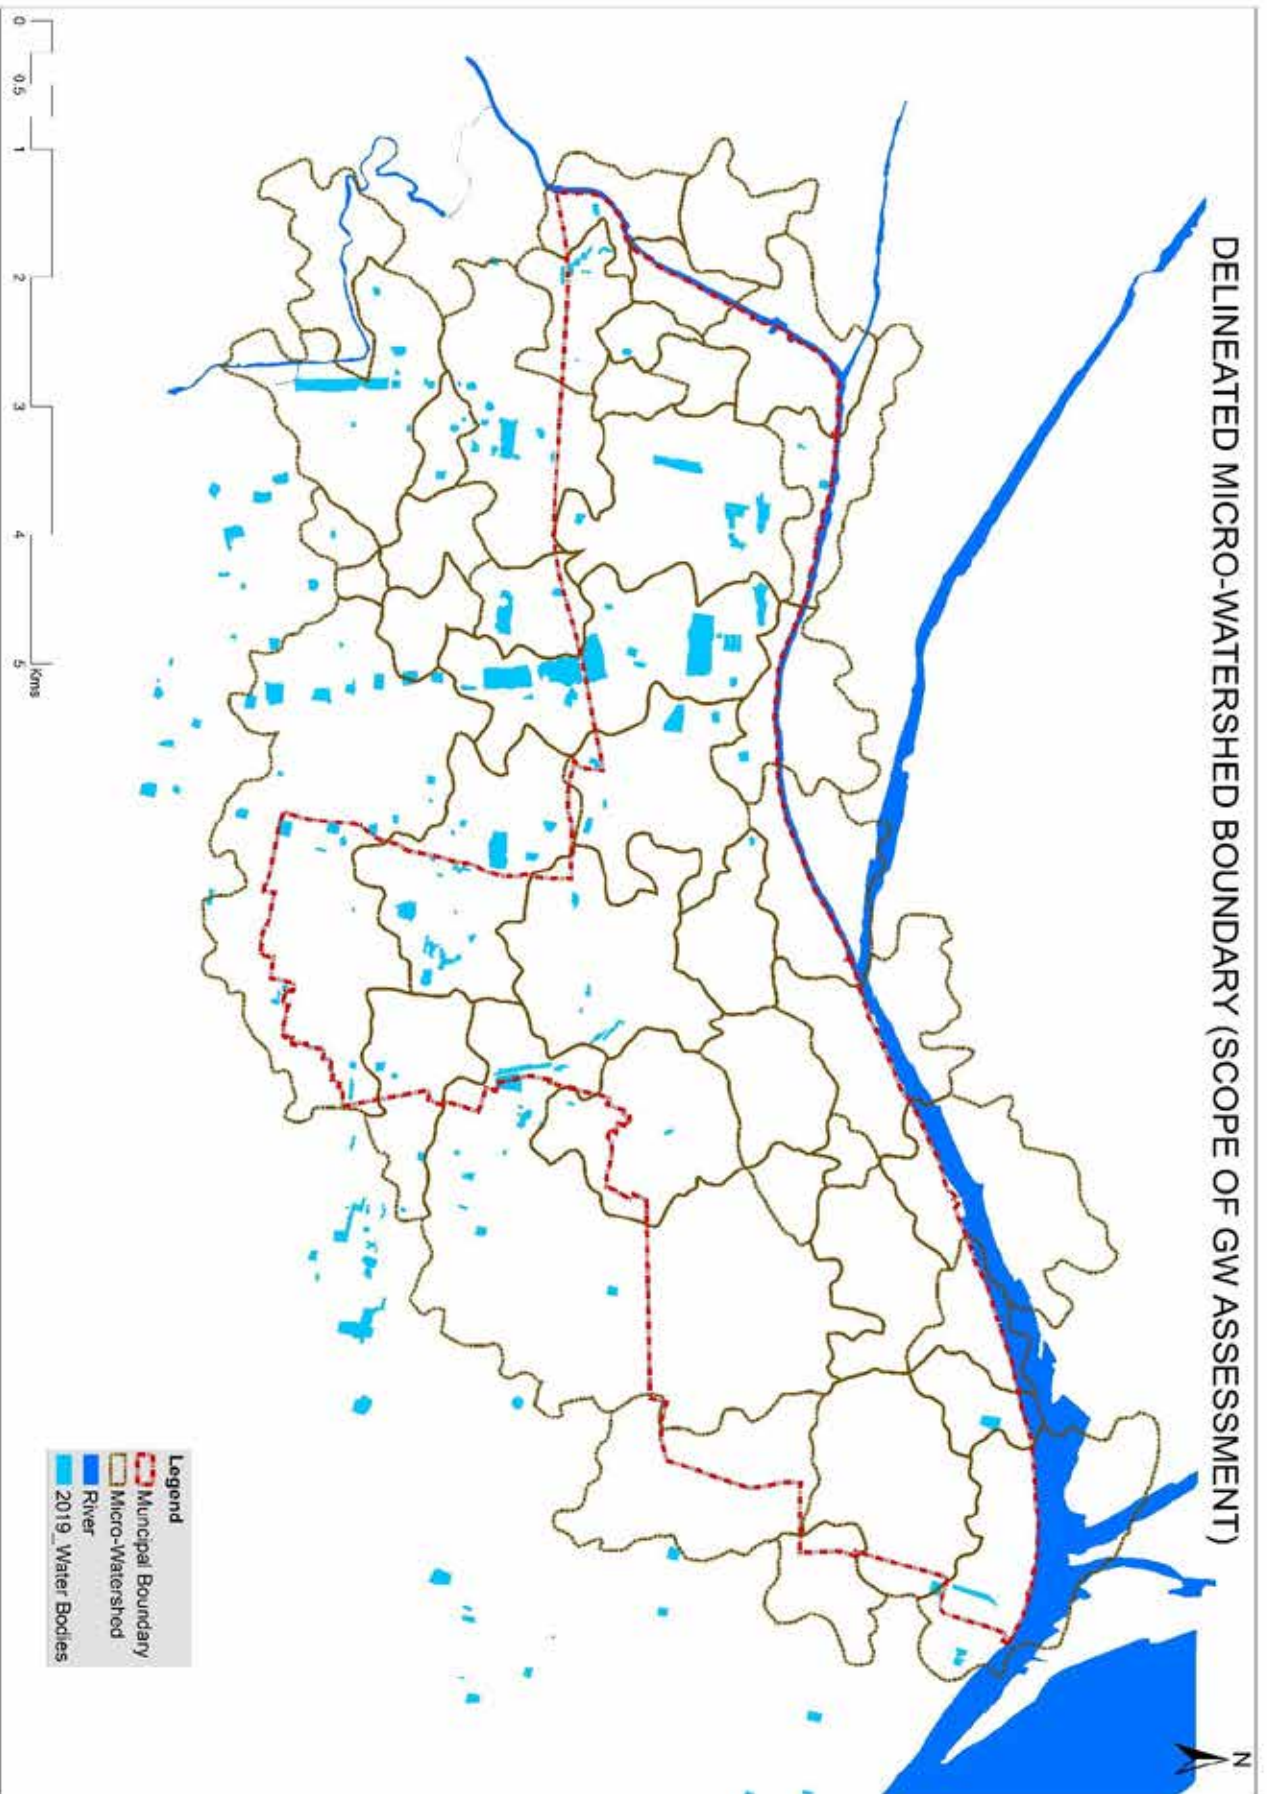 DELINEATED MICRO-WATERSHED BOUNDARY (SCOPE OF GW ASSESSMENT)
N
Legend
Muncipal Boundary
Micro-Watershed
River
2019_Water Bodies
0 0.5 1 2 3 4 5
Kms